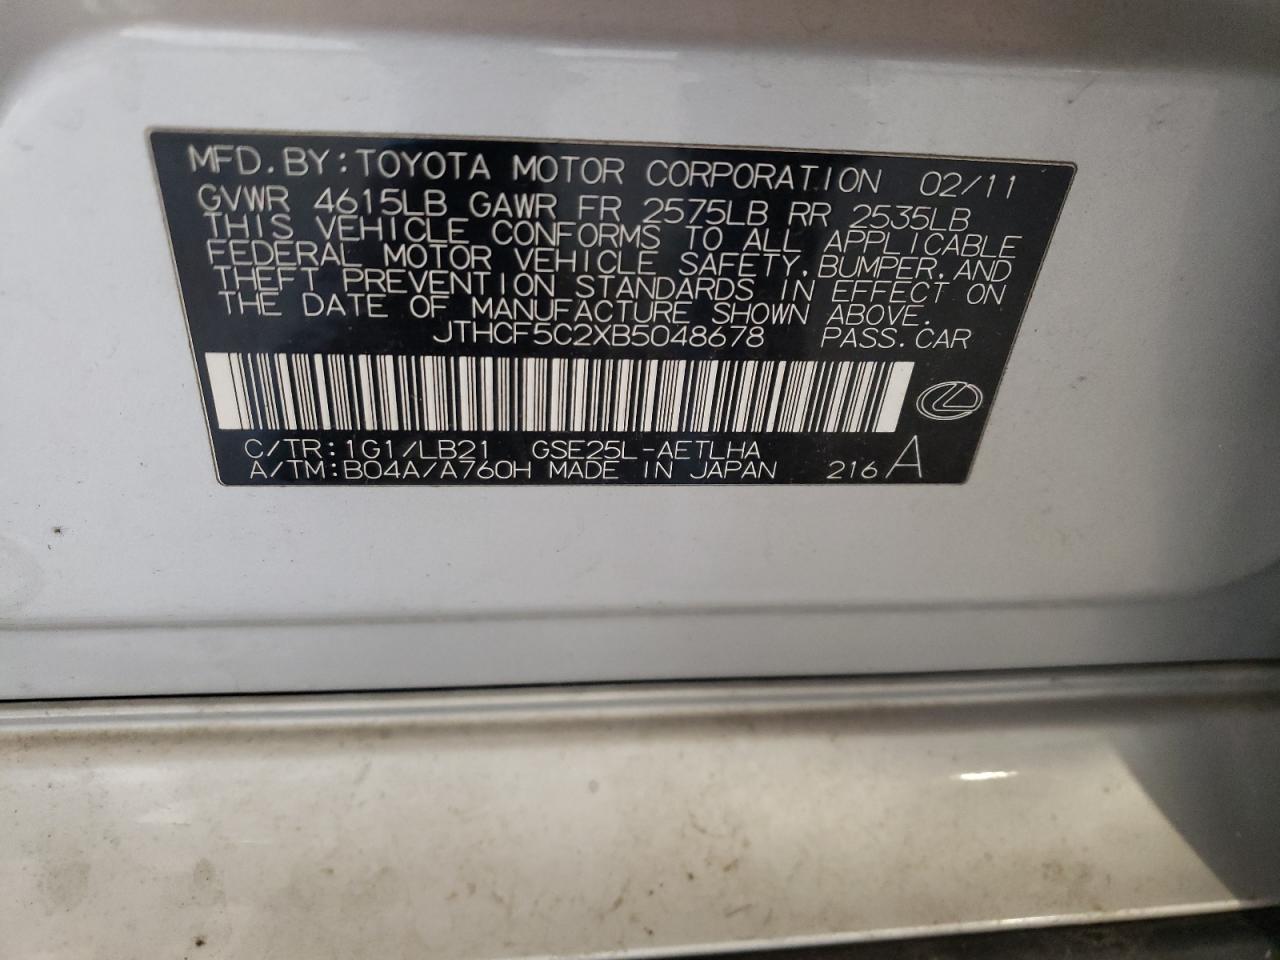 MFD.BY:TOYOTA MOTOR CORPORATION 02/11
GVWR 4615LB GAWR FR 2575LB RR 2535LB
THIS VEHICLE CONFORMS TO ALL APPLICABLE
FEDERAL MOTOR VEHICLE SAFETY,BUMPER,AND
THEFT PREVENTION STANDARDS IN EFFECT ON
THE DATE OF MANUFACTURE SHOWN ABOVE.
JTHCF5C2XB5048678 PASS.CAR
C/TR:1G1/LB21 GSE25L-AETLHA
A/TM:B04A/A760H MADE IN JAPAN 216 A